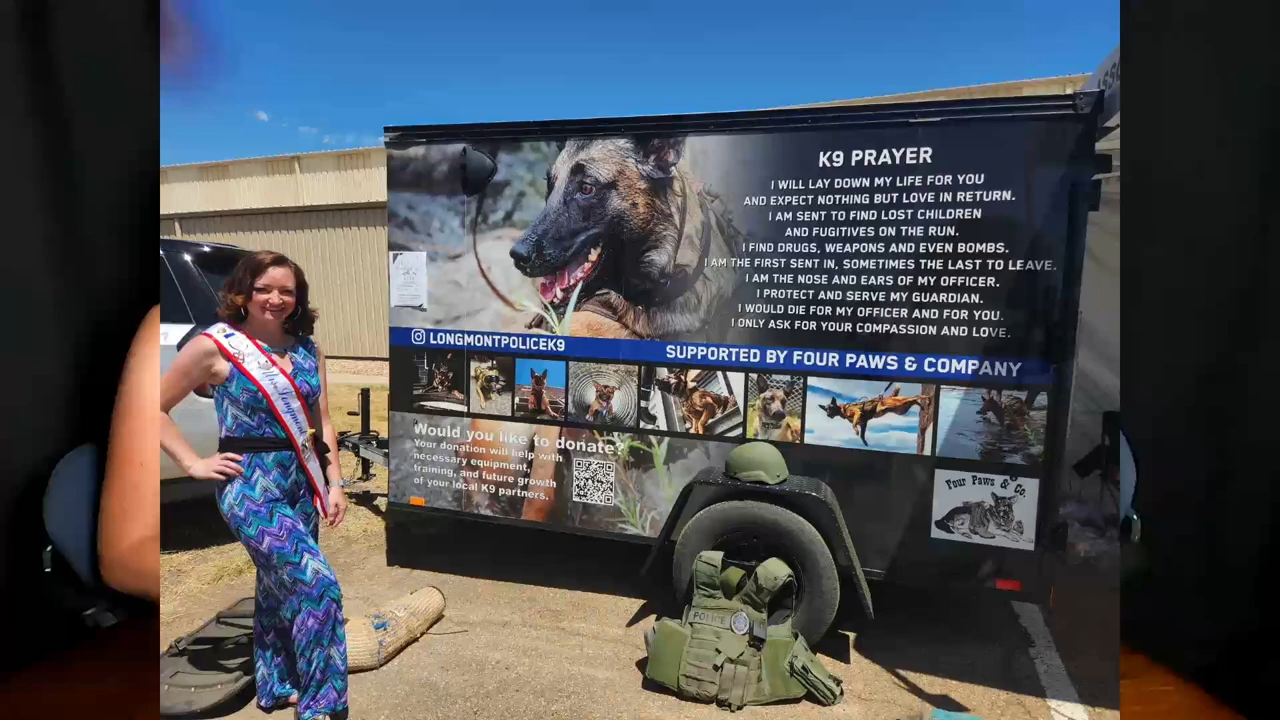 K9 PRAYER
I WILL LAY DOWN MY LIFE FOR YOU
AND EXPECT NOTHING BUT LOVE IN RETURN.
I AM SENT TO FIND LOST CHILDREN
AND FUGITIVES ON THE RUN.
I FIND DRUGS, WEAPONS AND EVEN BOMBS.
I AM THE FIRST SENT IN, SOMETIMES THE LAST TO LEAVE.
I AM THE NOSE AND EARS OF MY OFFICER.
I PROTECT AND SERVE MY GUARDIAN.
I WOULD DIE FOR MY OFFICER AND FOR YOU.
I ONLY ASK FOR YOUR COMPASSION AND LOVE.
LONGMONTPOLICEK9
SUPPORTED BY FOUR PAWS & COMPANY
Would you like to donate?
Your donation will help with
necessary equipment,
training, and future growth
of your local K9 partners.
Four Paws & Co.
POLICE
Longmont